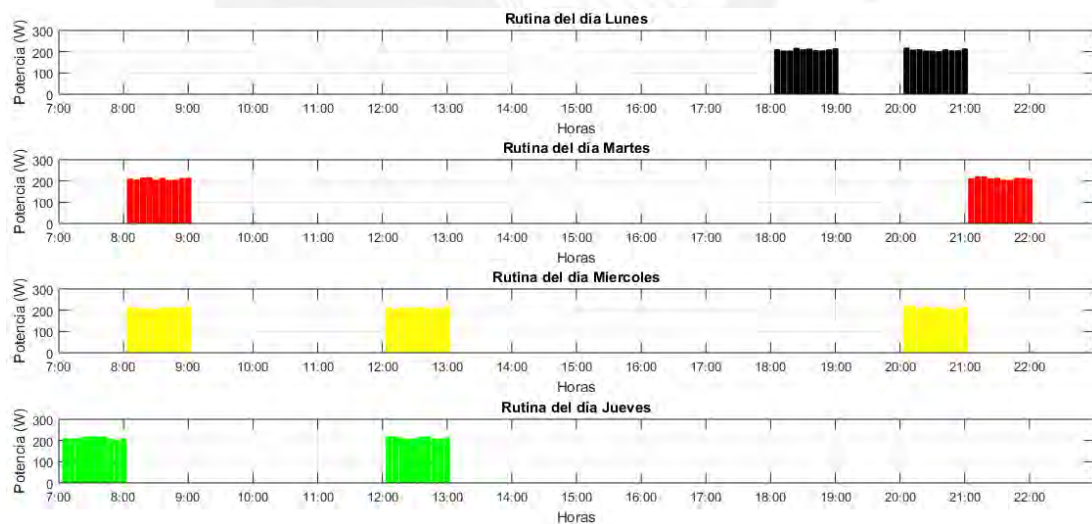 Rutina del día Lunes
Potencia (W)
300
200
100
0
7:00 8:00 9:00 10:00 11:00 12:00 13:00 14:00 15:00 16:00 17:00 18:00 19:00 20:00 21:00 22:00
Horas
Rutina del día Martes
Potencia (W)
300
200
100
0
7:00 8:00 9:00 10:00 11:00 12:00 13:00 14:00 15:00 16:00 17:00 18:00 19:00 20:00 21:00 22:00
Horas
Rutina del día Miercoles
Potencia (W)
300
200
100
0
7:00 8:00 9:00 10:00 11:00 12:00 13:00 14:00 15:00 16:00 17:00 18:00 19:00 20:00 21:00 22:00
Horas
Rutina del día Jueves
Potencia (W)
300
200
100
0
7:00 8:00 9:00 10:00 11:00 12:00 13:00 14:00 15:00 16:00 17:00 18:00 19:00 20:00 21:00 22:00
Horas